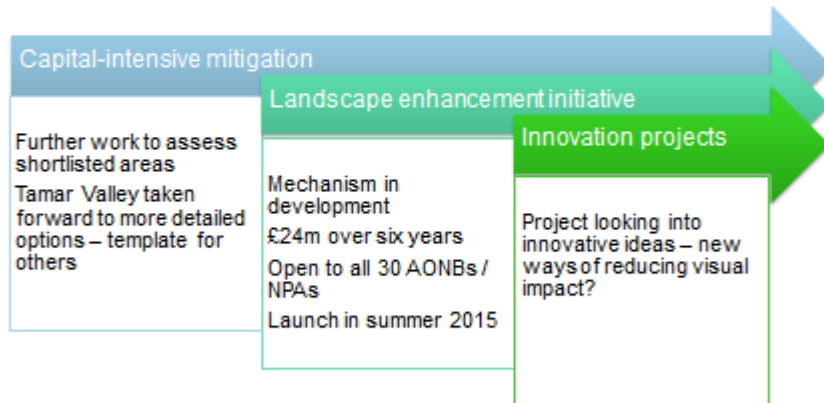 Capital-intensive mitigation
Further work to assess
shortlisted areas
Tamar Valley taken
forward to more detailed
options – template for
others
Landscape enhancement initiative
Mechanism in
development
£24m over six years
Open to all 30 AONBs /
NPAs
Launch in summer 2015
Innovation projects
Project looking into
innovative ideas – new
ways of reducing visual
impact?